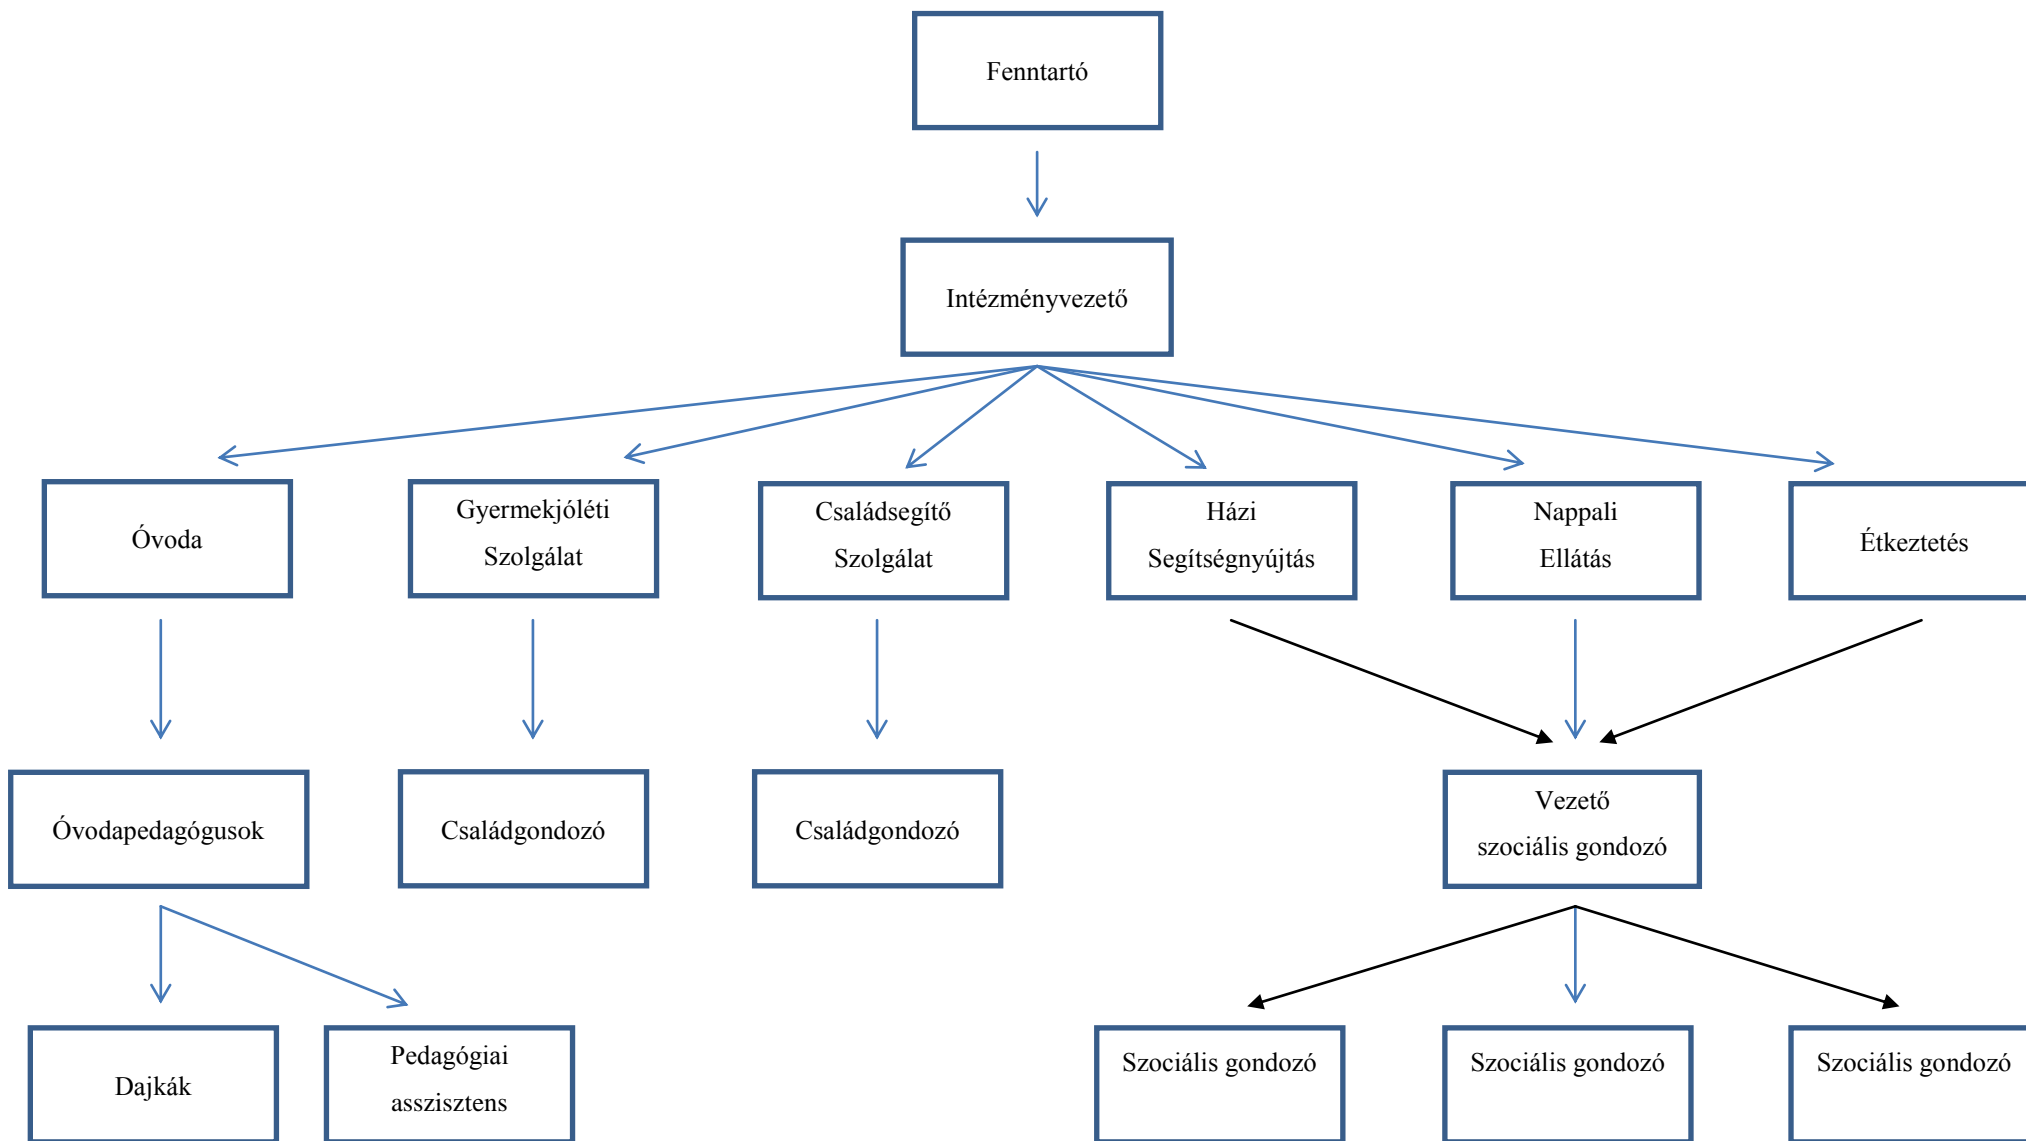 Fenntartó
Intézményvezető
Óvoda
Gyermekjóléti
Szolgálat
Családsegítő
Szolgálat
Házi
Segítségnyújtás
Nappali
Ellátás
Étkeztetés
Óvodapedagógusok
Családgondozó
Családgondozó
Vezető
szociális gondozó
Dajkák
Pedagógiai
asszisztens
Szociális gondozó
Szociális gondozó
Szociális gondozó